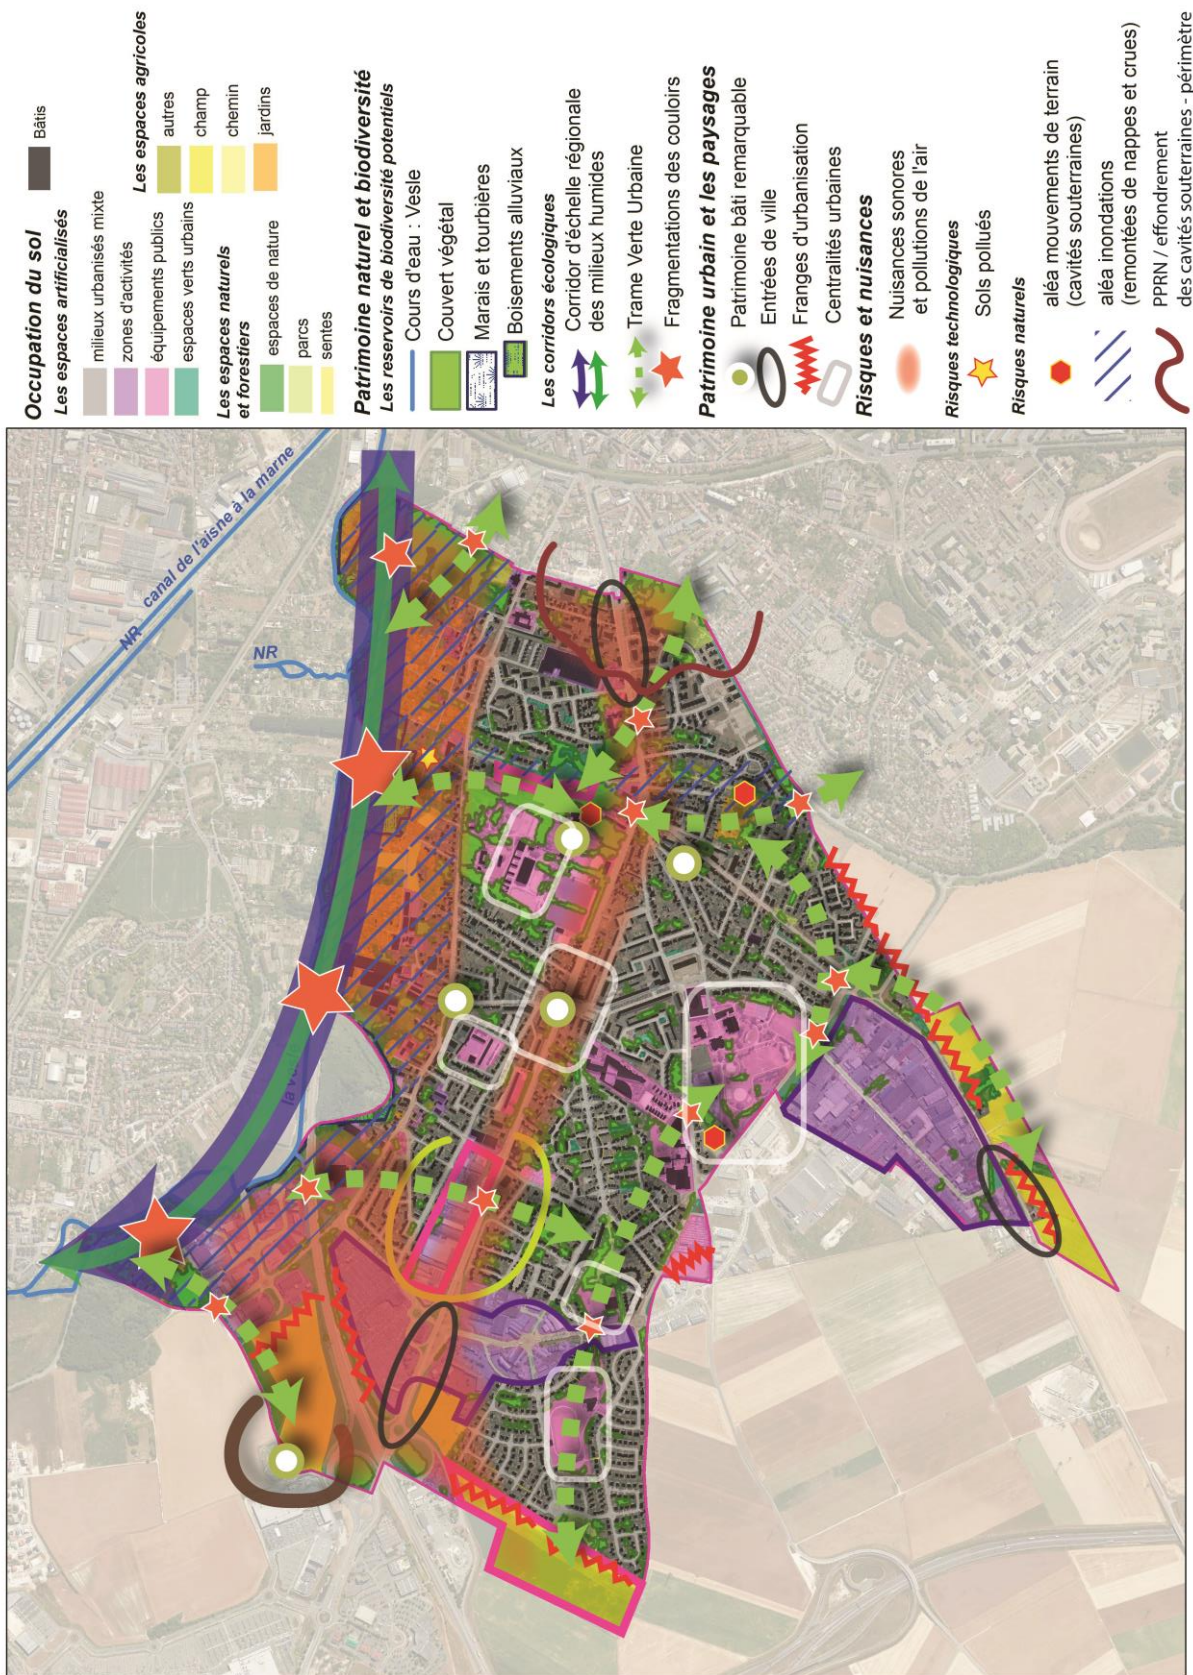 Occupation du sol
Bâtis
Les espaces artificialisés
milieux urbanisés mixte
zones d'activités
équipements publics
espaces verts urbains
Les espaces naturels
et forestiers
espaces de nature
parcs
sentes
Les espaces agricoles
autres
champ
chemin
jardins
Patrimoine naturel et biodiversité
Les reservoirs de biodiversité potentiels
Cours d'eau : Vesle
Couvert végétal
Marais et tourbières
Boisements alluviaux
Les corridors écologiques
Corridor d'échelle régionale
des milieux humides
Trame Verte Urbaine
Fragmentations des couloirs
Patrimoine urbain et les paysages
Patrimoine bâti remarquable
Entrées de ville
Franges d'urbanisation
Centralités urbaines
Risques et nuisances
Nuisances sonores
et pollutions de l'air
Risques technologiques
Sols pollués
Risques naturels
aléa mouvements de terrain
(cavités souterraines)
aléa inondations
(remontées de nappes et crues)
PPRN / effondrement
des cavités souterraines - périmètre
NR
canal de l'aisne à la marne
NR